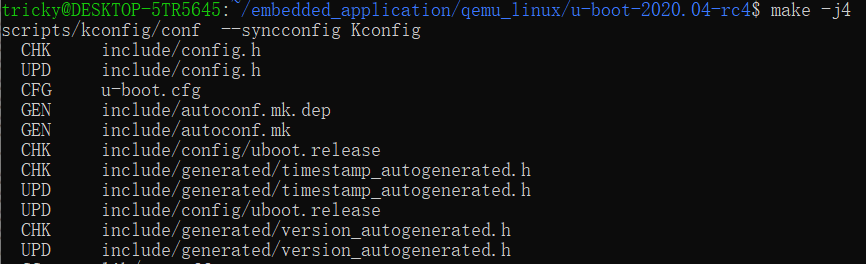 tricky@DESKTOP-5TR5645:~/embedded_application/qemu_linux/u-boot-2020.04-rc4$ make -j4
scripts/kconfig/conf  --syncconfig Kconfig
  CHK     include/config.h
  UPD     include/config.h
  CFG     u-boot.cfg
  GEN     include/autoconf.mk.dep
  GEN     include/autoconf.mk
  CHK     include/config/uboot.release
  CHK     include/generated/timestamp_autogenerated.h
  UPD     include/generated/timestamp_autogenerated.h
  UPD     include/config/uboot.release
  CHK     include/generated/version_autogenerated.h
  UPD     include/generated/version_autogenerated.h